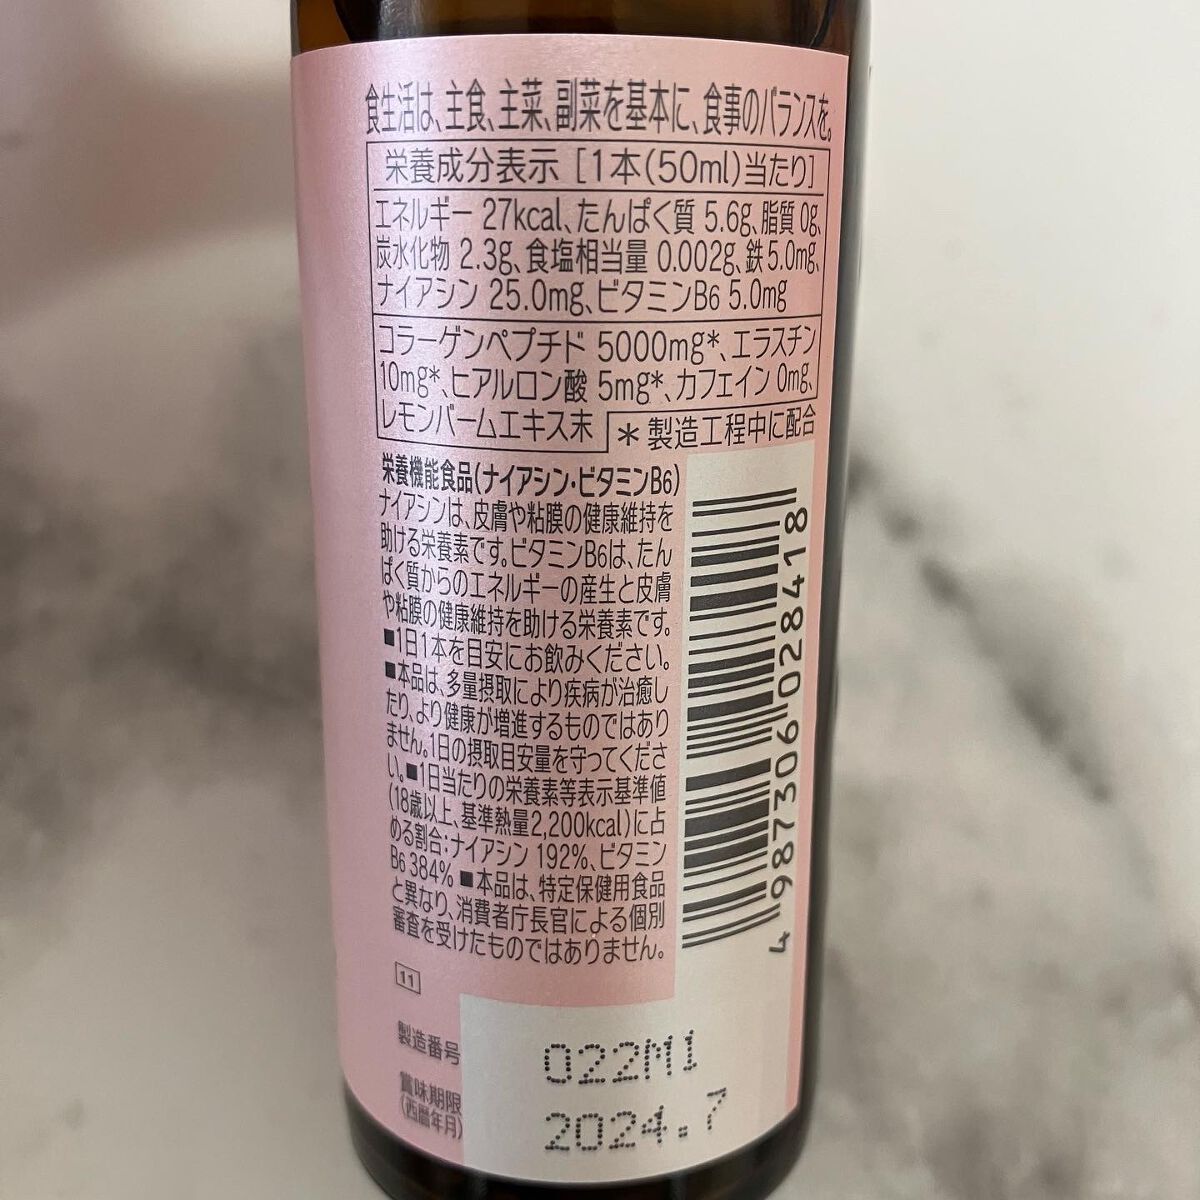 食生活は、主食、主菜、副菜を基本に、食事のバランスを。
栄養成分表示 [1本(50ml)当たり]
エネルギー 27kcal、たんぱく質 5.6g、脂質 0g、
炭水化物 2.3g、食塩相当量 0.002g、鉄5.0mg、
ナイアシン 25.0mg、ビタミンB6 5.0mg
コラーゲンペプチド 5000mg*、エラスチン
10mg*、ヒアルロン酸 5mg*、カフェイン 0mg、
レモンバームエキス末
*製造工程中に配合
栄養機能食品(ナイアシン・ビタミンB6)
ナイアシンは、皮膚や粘膜の健康維持を
助ける栄養素です。ビタミンB6は、たん
ぱく質からのエネルギーの産生と皮膚
や粘膜の健康維持を助ける栄養素です。
■1日1本を目安にお飲みください。
■本品は、多量摂取により疾病が治癒し
たり、より健康が増進するものではあり
ません。1日の摂取目安量を守ってくださ
い。■1日当たりの栄養素等表示基準値
(18歳以上、基準熱量2,200kcal)に占
める割合:ナイアシン 192%、ビタミン
B6 384% ■本品は、特定保健用食品
と異なり、消費者庁長官による個別
審査を受けたものではありません。
4 987306 028418
11
製造番号
022M1
賞味期限
(西暦年月)
2024.7